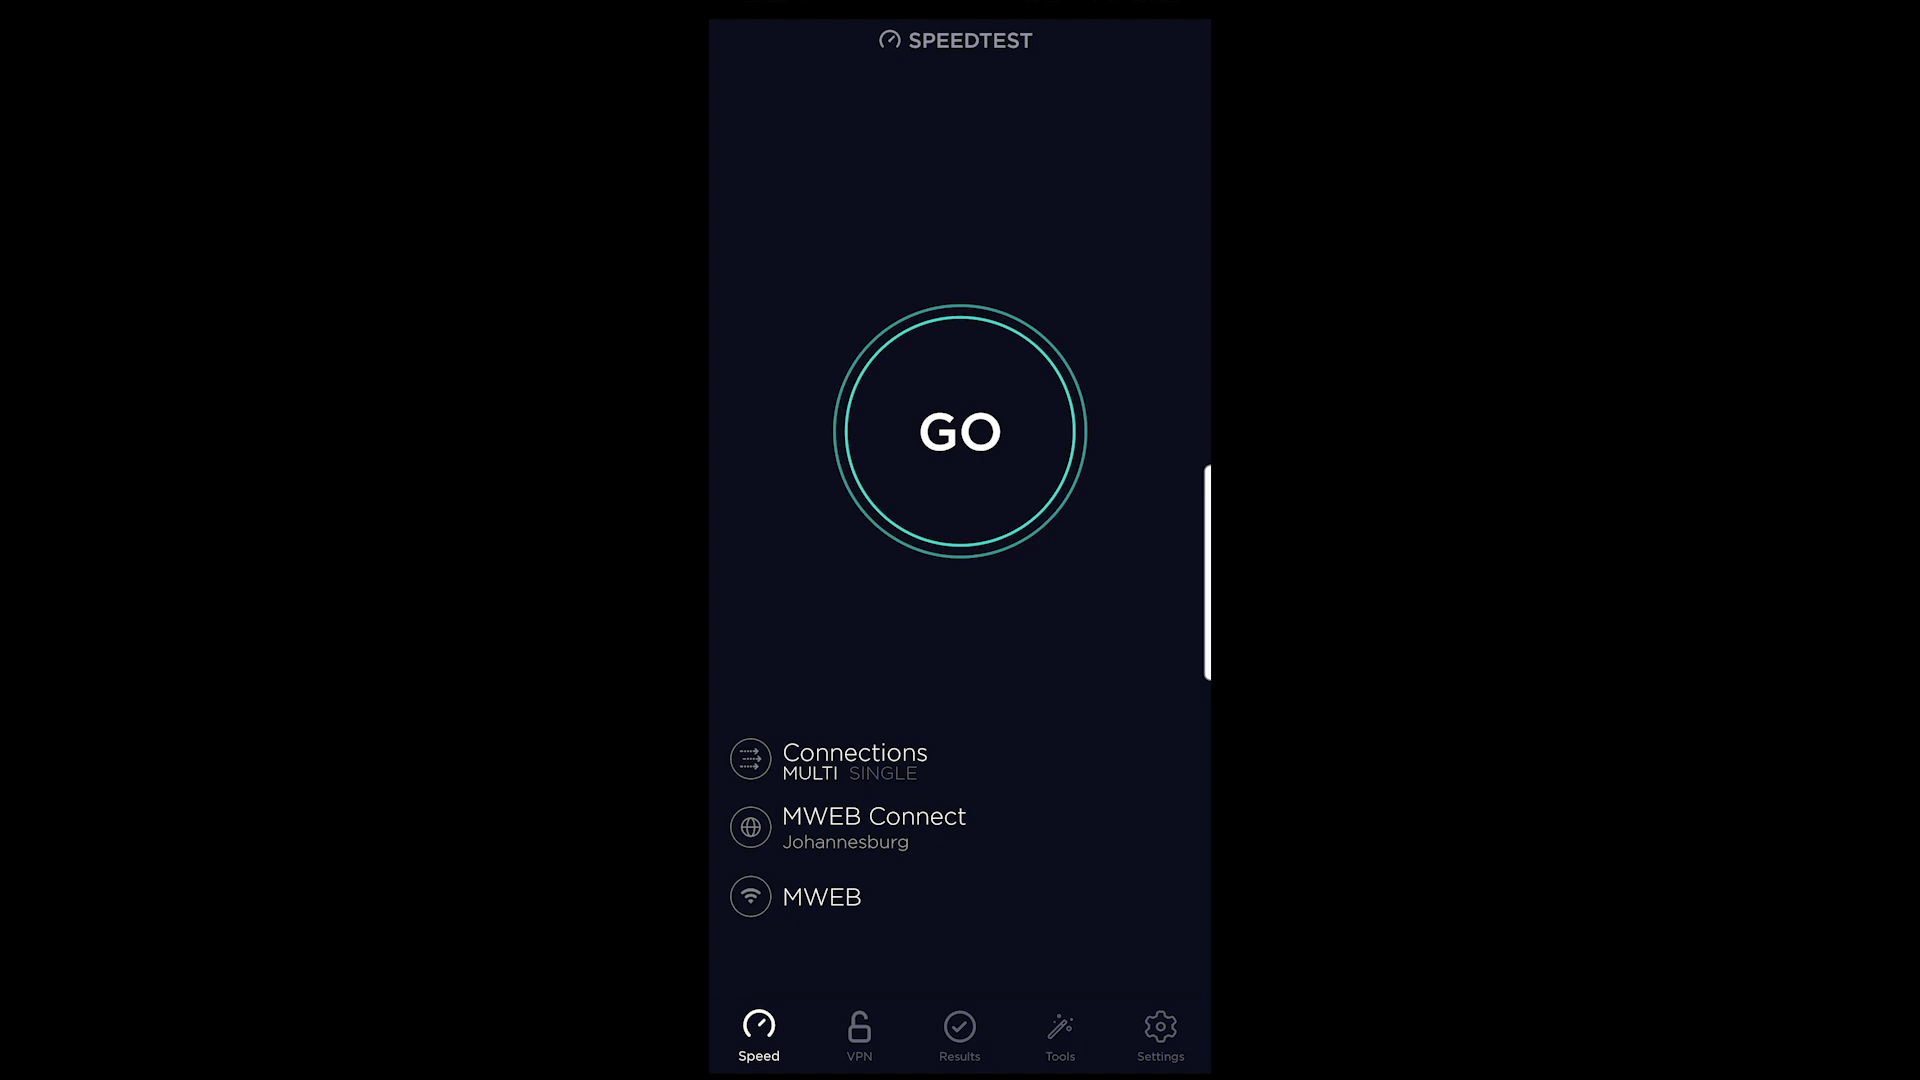 SPEEDTEST
GO
Connections
MULTI SINGLE
MWEB Connect
Johannesburg
MWEB
Speed VPN Results Tools Settings